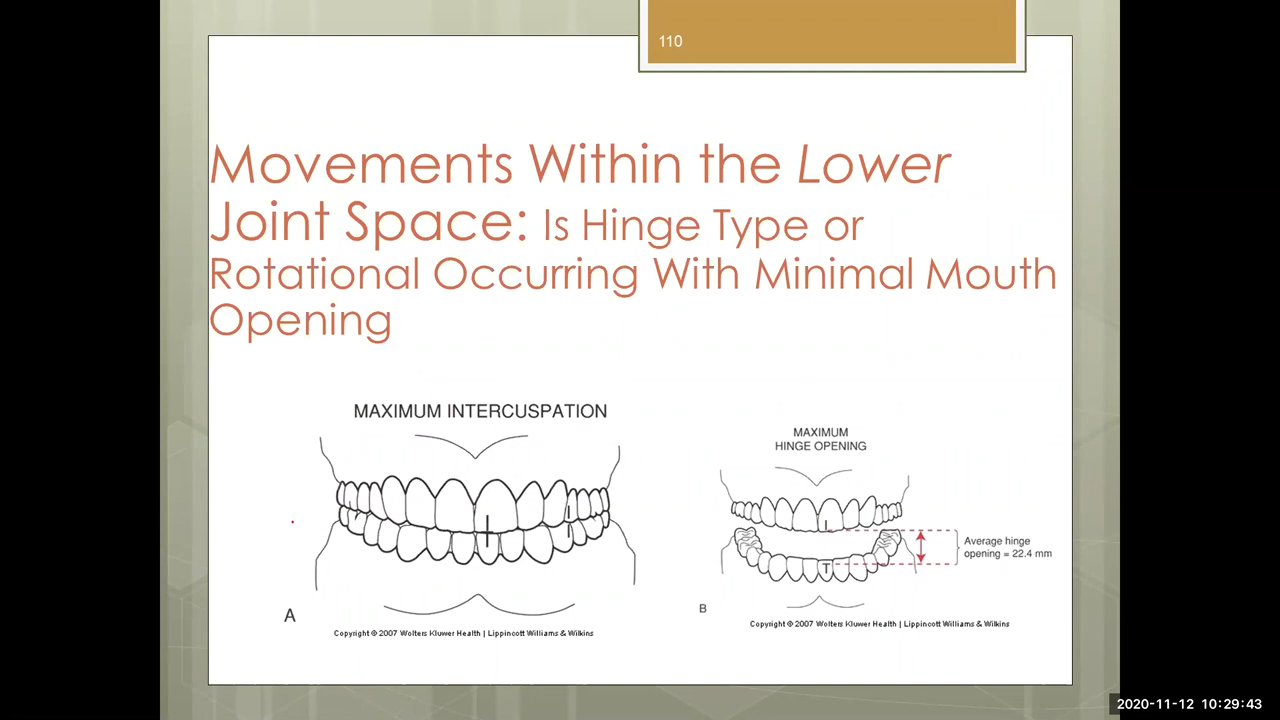 110
Movements Within the Lower
Joint Space: Is Hinge Type or
Rotational Occurring With Minimal Mouth
Opening
MAXIMUM INTERCUSPATION
A
Copyright © 2007 Wolters Kluwer Health | Lippincott Williams & Wilkins
MAXIMUM
HINGE OPENING
Average hinge
opening = 22.4 mm
B
Copyright © 2007 Wolters Kluwer Health | Lippincott Williams & Wilkins
2020-11-12 10:29:43